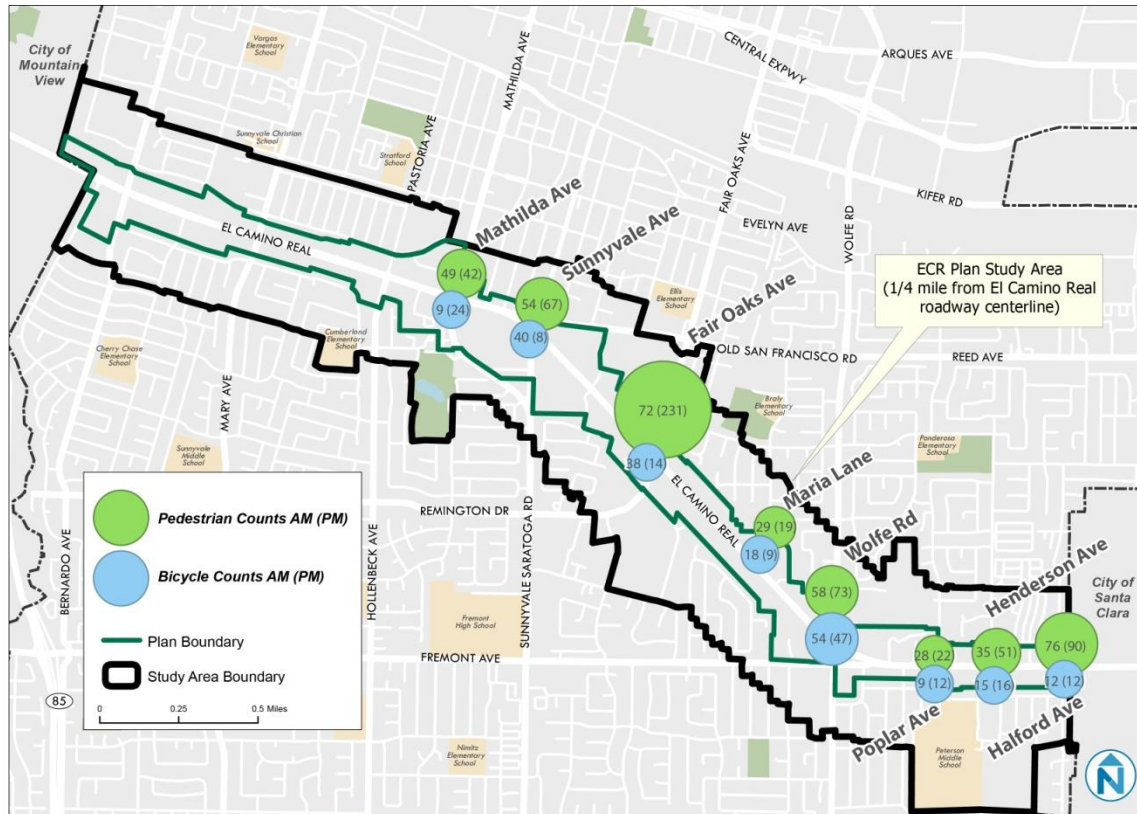 City of
Mountain
View
Vargas
Elementary
School
CENTRAL EXPWY
ARQUES AVE
MATHILDA AVE
Sunnyvale Christian
School
Stratford
School
PASTORIA AVE
FAIR OAKS AVE
KIFER RD
EVELYN AVE
WOLFE RD
Mathilda Ave
Sunnyvale Ave
EL CAMINO REAL
49 (42)
54 (67)
9 (24)
40 (8)
Ellis
Elementary
School
Fair Oaks Ave
ECR Plan Study Area
(1/4 mile from El Camino Real
roadway centerline)
OLD SAN FRANCISCO RD
REED AVE
Cherry Chase
Elementary
School
Cumberland
Elementary
School
MARY AVE
72 (231)
38 (14
Braly
Elementary
School
Ponderosa
Elementary
School
Sunnyvale
Middle
School
EL CAMINO REAL
Maria Lane
29 (19)
18 (9)
Wolfe Rd
REMINGTON DR
58 (73)
54 (47)
Henderson Ave
City of
Santa
Clara
28 (22)
35 (51)
76 (90)
9 (12)
15 (16)
12 (12)
Poplar Ave
Halford Ave
Peterson
Middle
School
BERNARDO AVE
HOLLENBECK AVE
SUNNYVALE SARATOGA RD
Fremont
High School
FREMONT AVE
Nimitz
Elementary
School
Pedestrian Counts AM (PM)
Bicycle Counts AM (PM)
Plan Boundary
Study Area Boundary
0 0.25 0.5 Miles
85
N